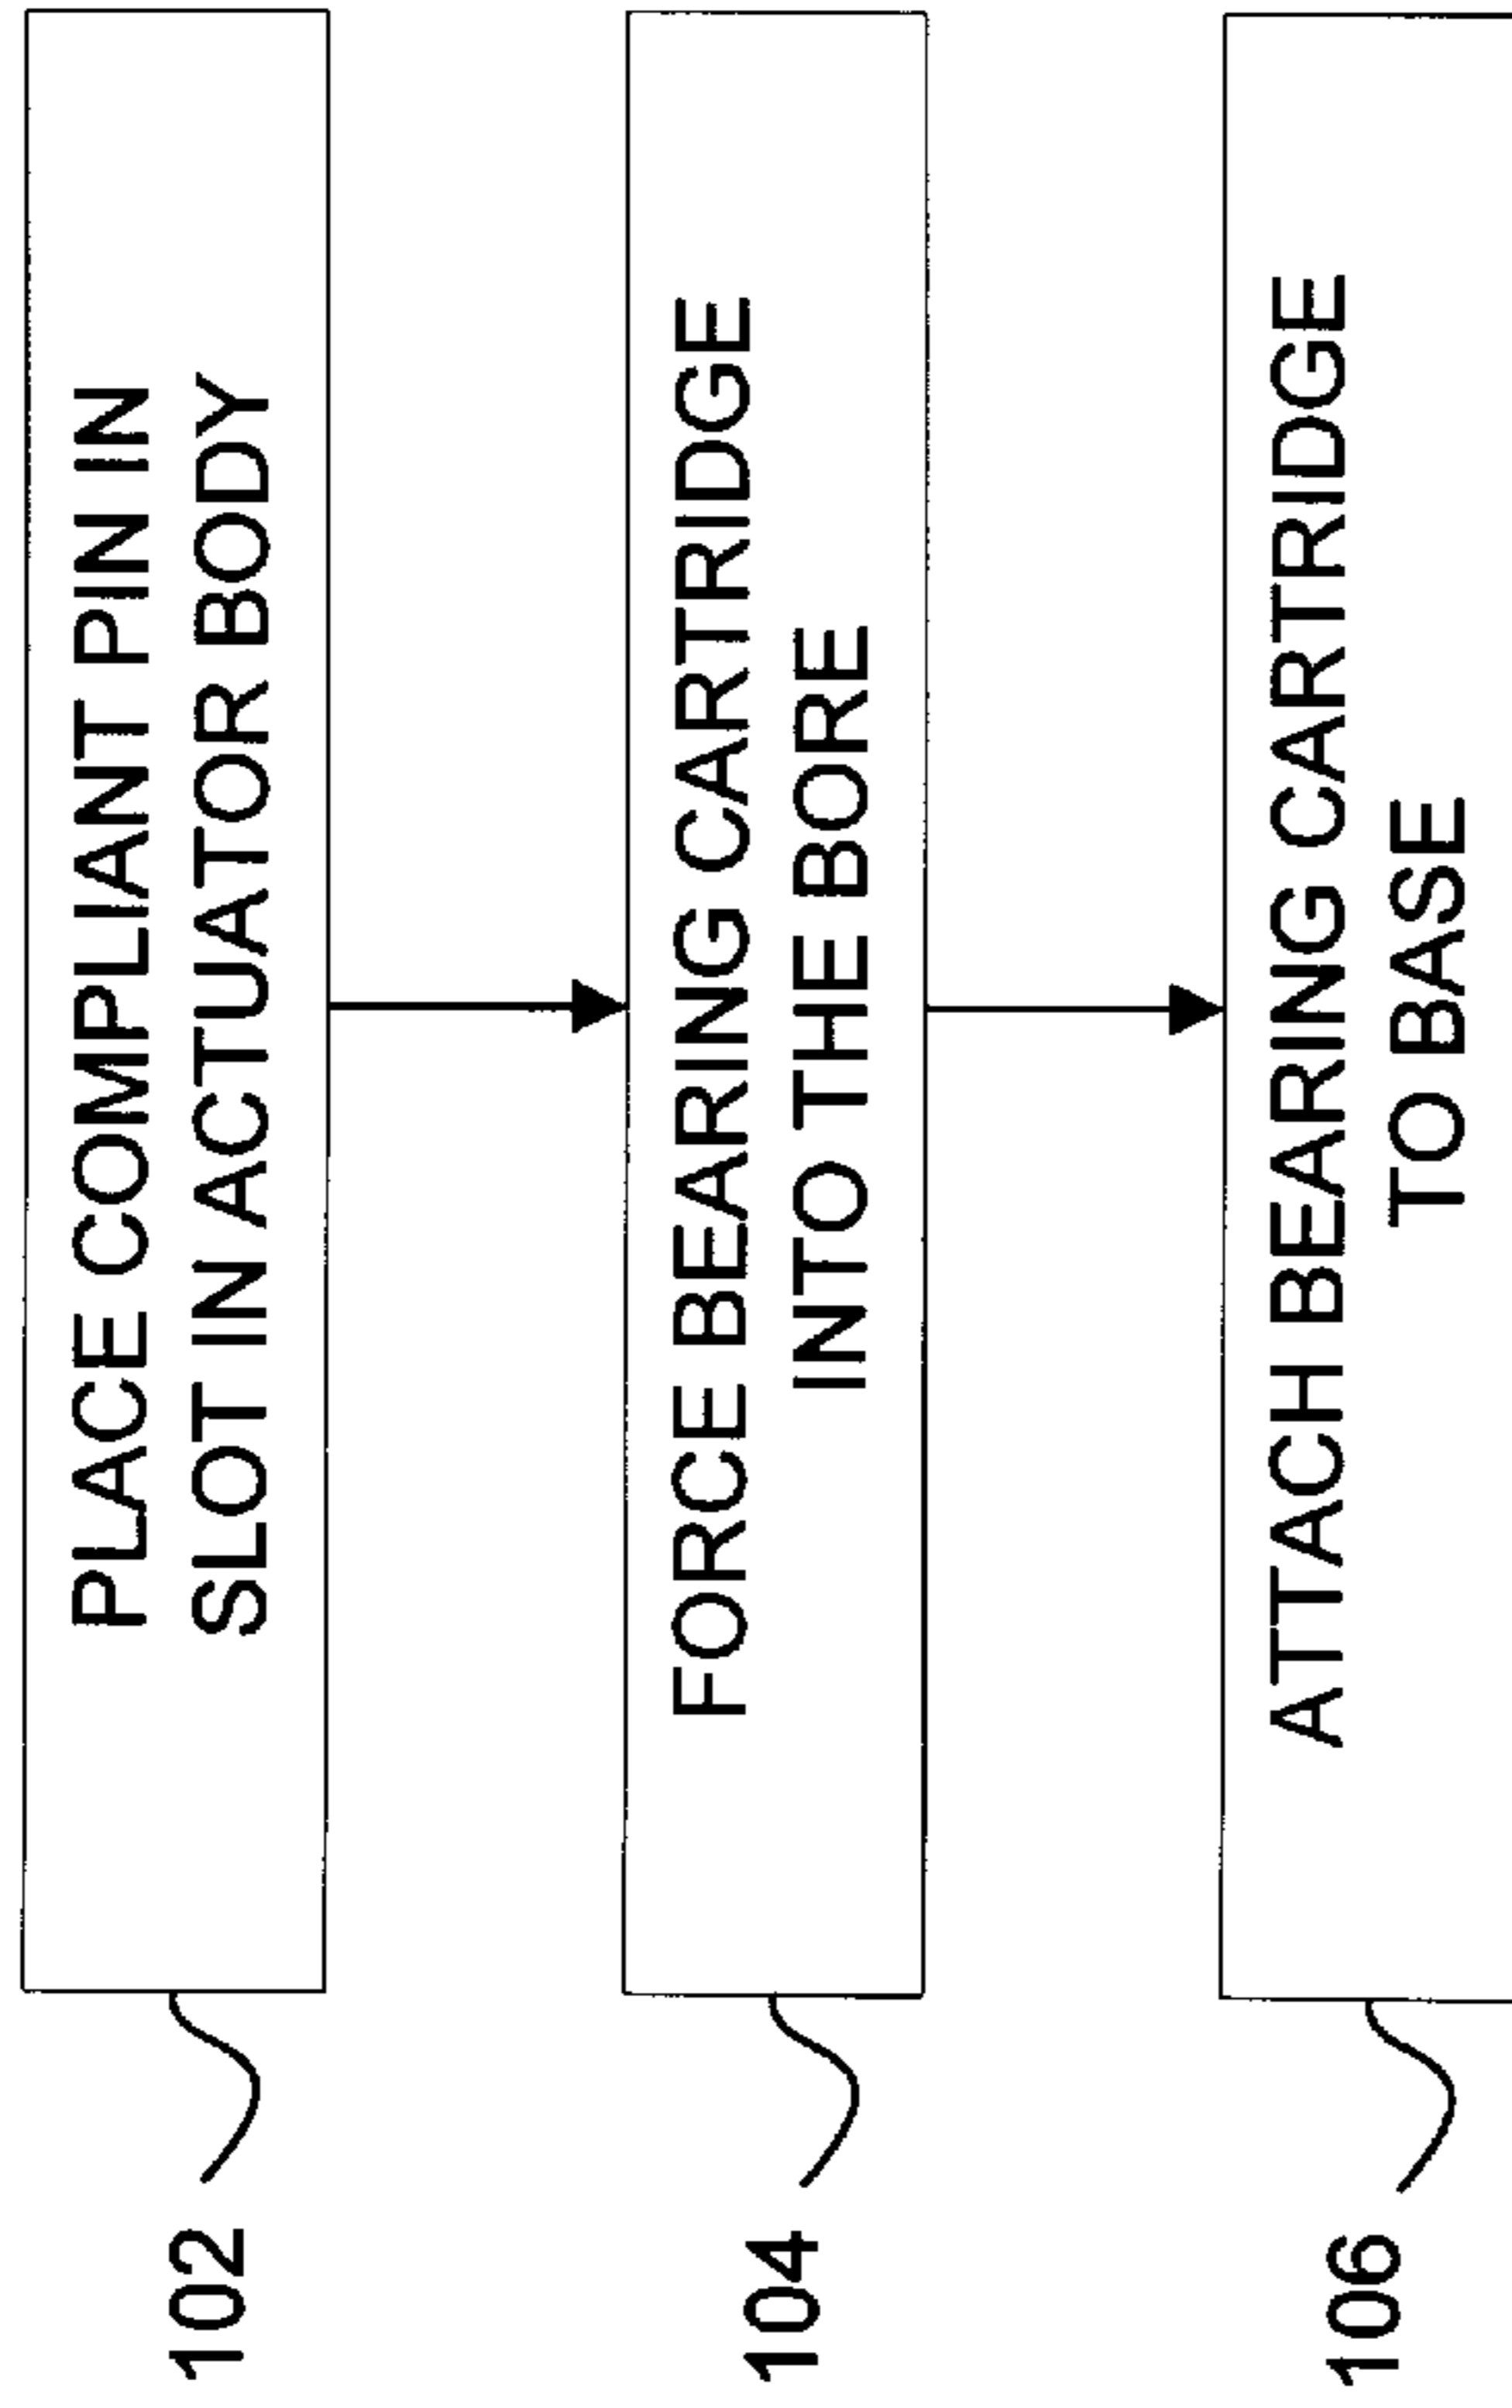 102
PLACE COMPLIANT PIN IN
SLOT IN ACTUATOR BODY
104
FORCE BEARING CARTRIDGE
INTO THE BORE
106
ATTACH BEARING CARTRIDGE
TO BASE